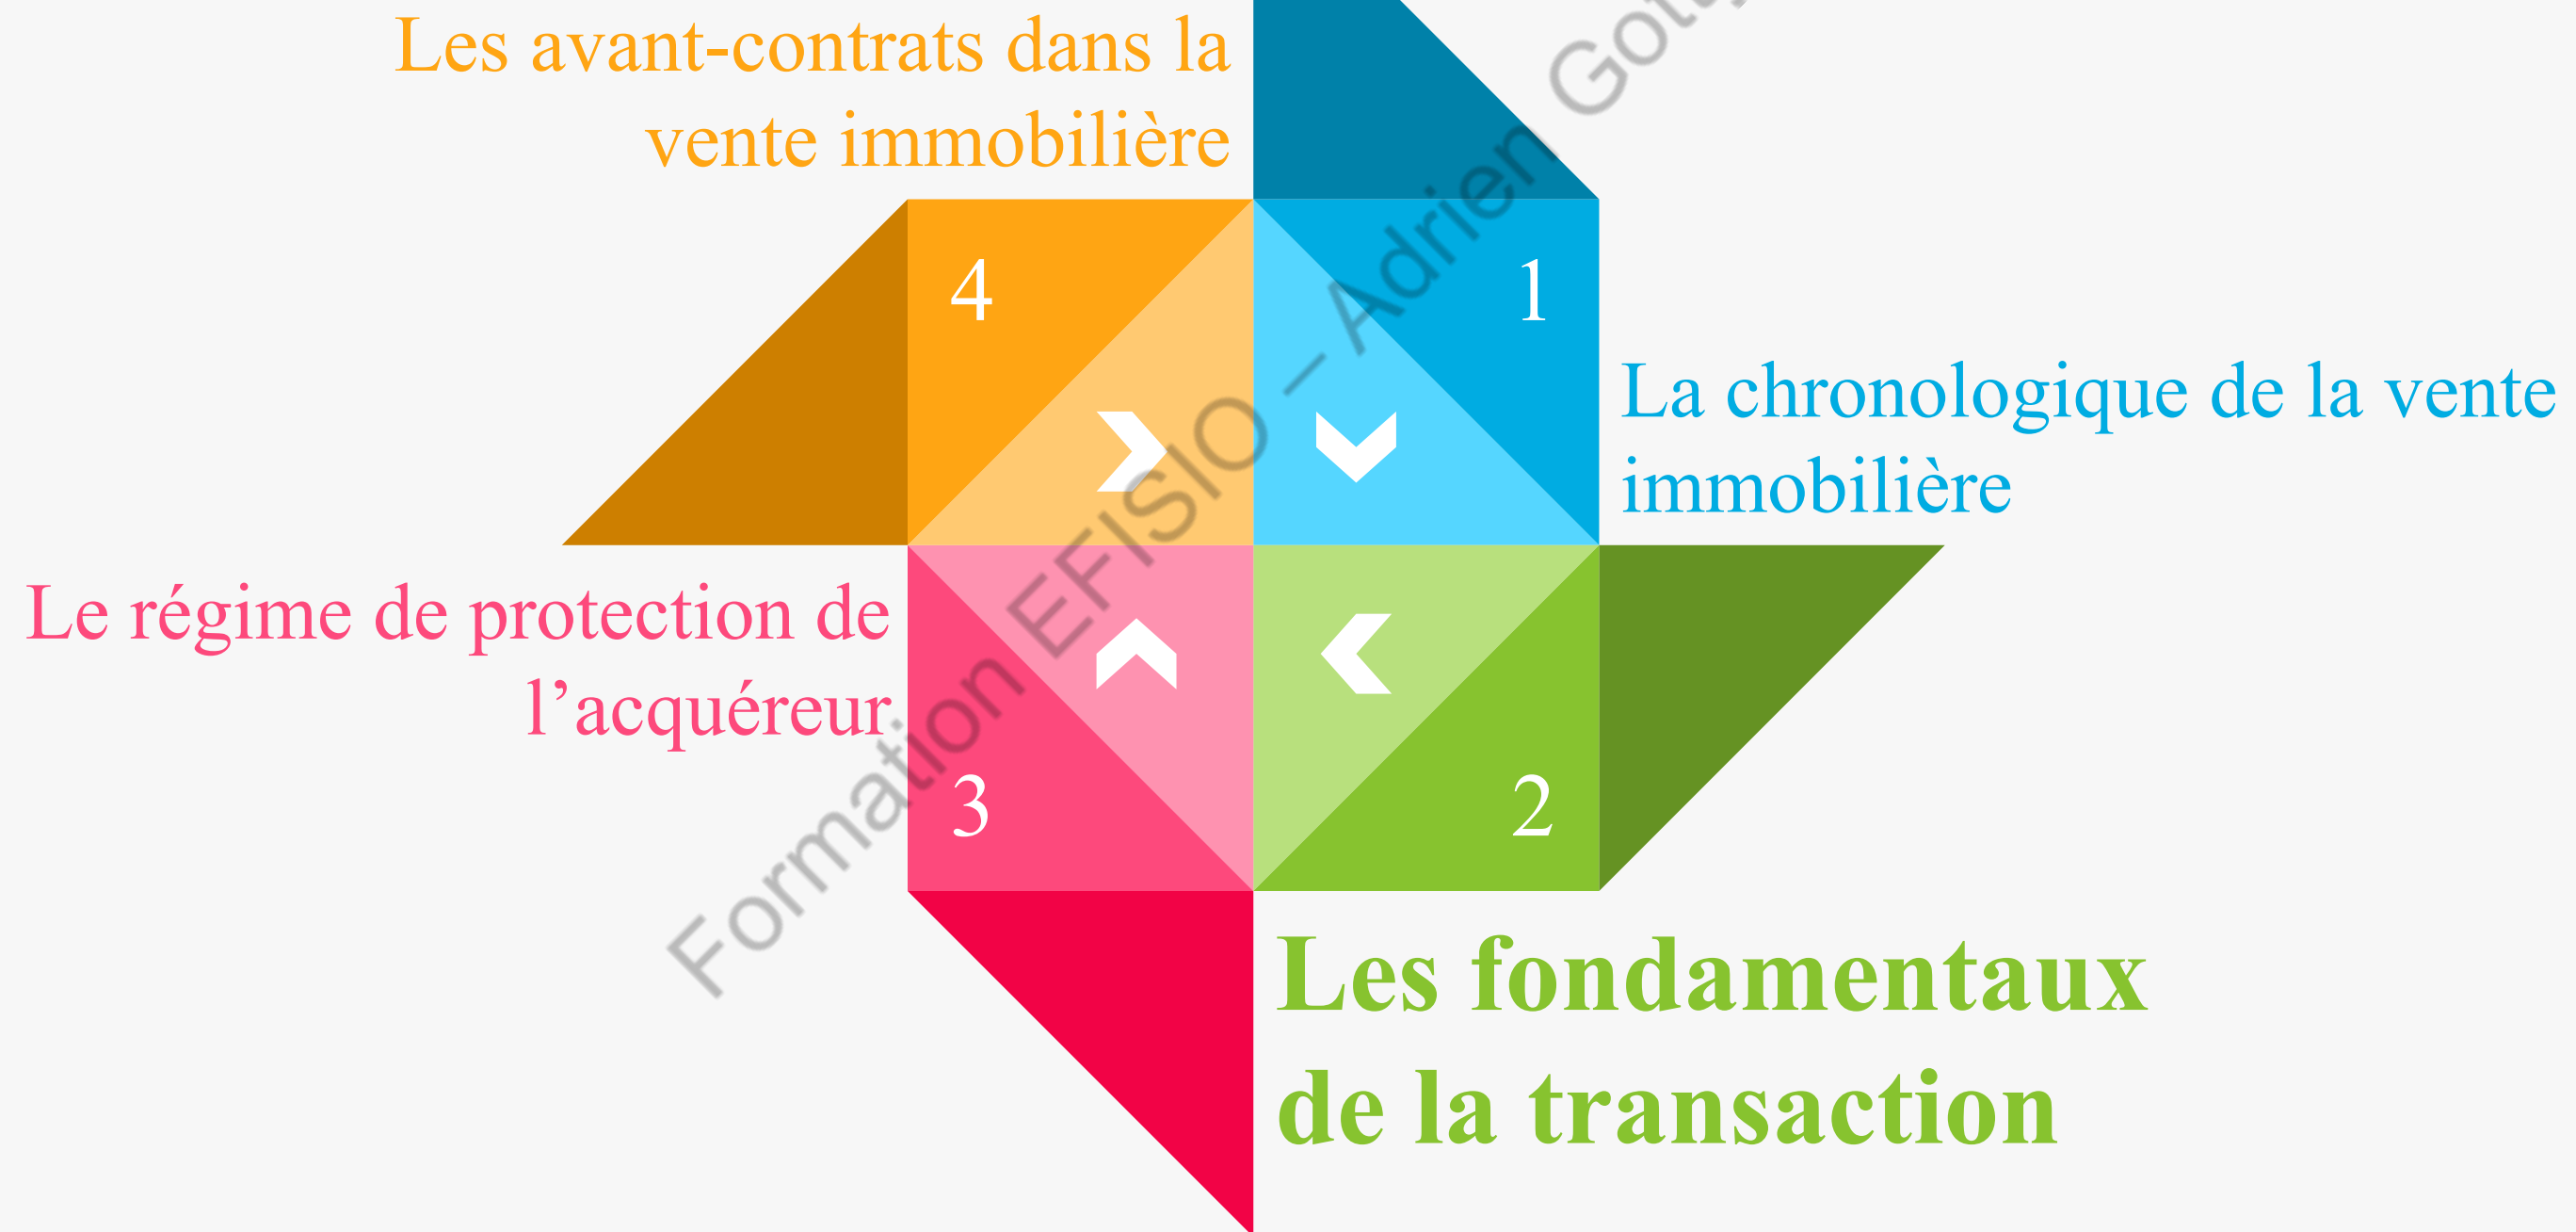 Les avant-contrats dans la
vente immobilière
4
1
La chronologique de la vente
immobilière
Le régime de protection de
l’acquéreur
3
2
Les fondamentaux
de la transaction
Formation EFISIO – Adrien